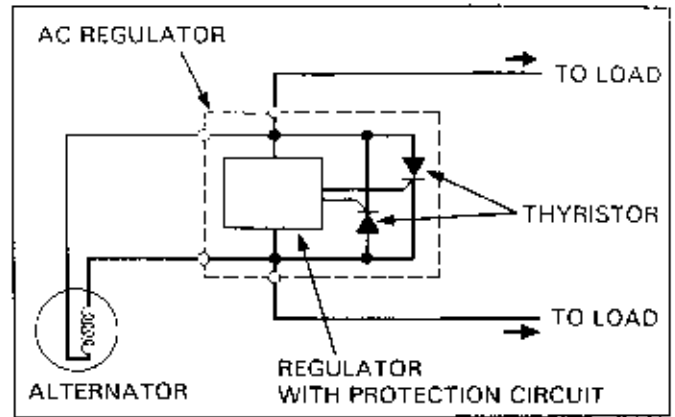 AC REGULATOR
TO LOAD
THYRISTOR
TO LOAD
ALTERNATOR
REGULATOR
WITH PROTECTION CIRCUIT